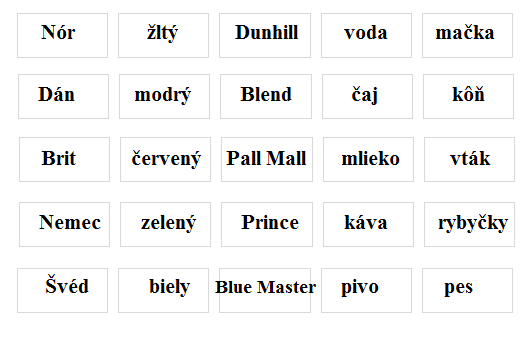 Nór žltý Dunhill voda mačka
Dán modrý Blend čaj kôň
Brit červený Pall Mall mlieko vták
Nemec zelený Prince káva rybyčky
Švéd biely Blue Master pivo pes